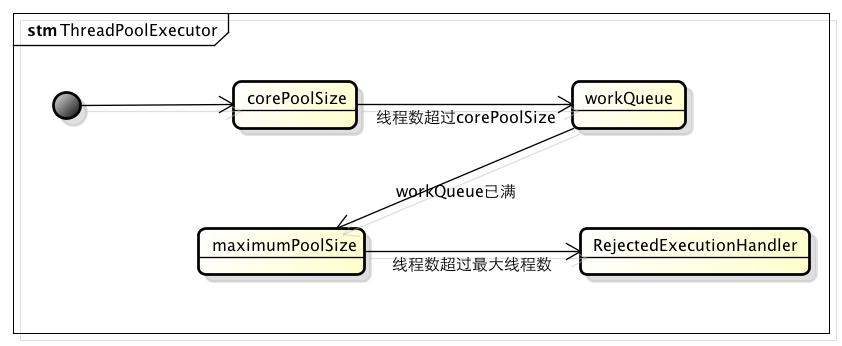 stm ThreadPoolExecutor
corePoolSize
workQueue
线程数超过corePoolSize
workQueue已满
maximumPoolSize
RejectedExecutionHandler
线程数超过最大线程数